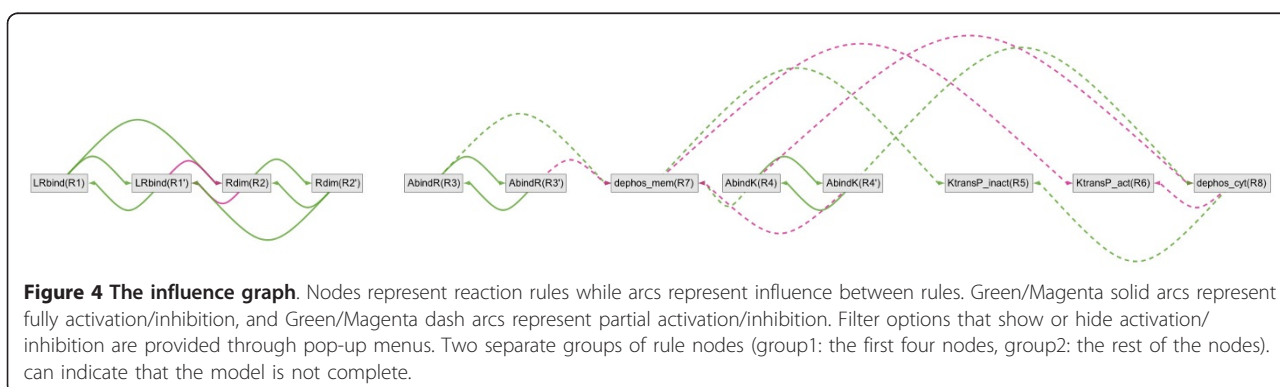 LRbind(R1) LRbind(R1') Rdim(R2) Rdim(R2') AbindR(R3) AbindR(R3') dephos_mem(R7) AbindK(R4) AbindK(R4') KtransP_inact(R5) KtransP_act(R6) dephos_cyt(R8)
Figure 4 The influence graph. Nodes represent reaction rules while arcs represent influence between rules. Green/Magenta solid arcs represent
fully activation/inhibition, and Green/Magenta dash arcs represent partial activation/inhibition. Filter options that show or hide activation/
inhibition are provided through pop-up menus. Two separate groups of rule nodes (group1: the first four nodes, group2: the rest of the nodes).
can indicate that the model is not complete.